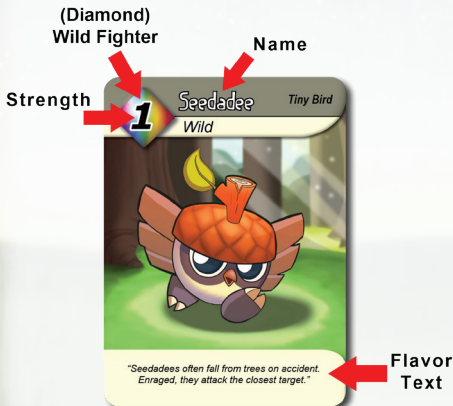 (Diamond)
Wild Fighter
Name
Strength
1
Seedadee
Tiny Bird
Wild
"Seedadees often fall from trees on accident.
Enraged, they attack the closest target."
Flavor
Text